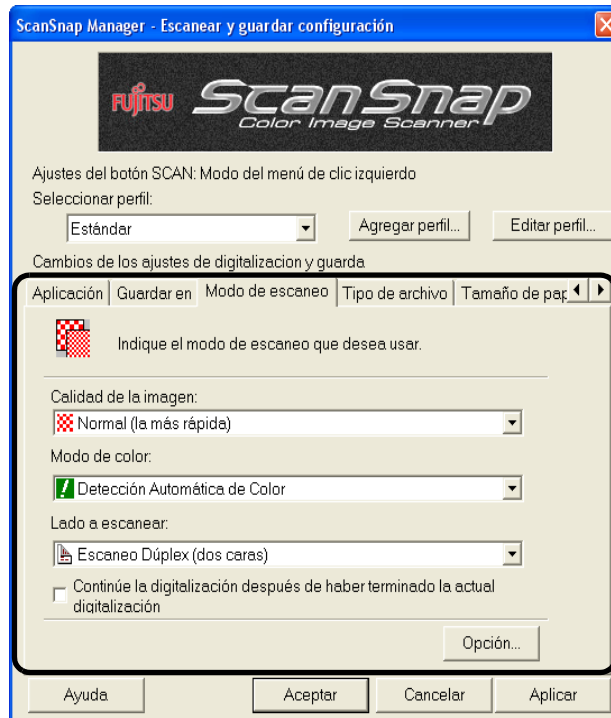 ScanSnap Manager - Escanear y guardar configuración
FUJITSU ScanSnap
Color Image Scanner
Ajustes del botón SCAN: Modo del menú de clic izquierdo
Seleccionar perfil:
Estándar
Agregar perfil...
Editar perfil...
Cambios de los ajustes de digitalizacion y guarda
Aplicación
Guardar en
Modo de escaneo
Tipo de archivo
Tamaño de pap
Indique el modo de escaneo que desea usar.
Calidad de la imagen:
Normal (la más rápida)
Modo de color:
Detección Automática de Color
Lado a escanear:
Escaneo Dúplex (dos caras)
Continúe la digitalización después de haber terminado la actual
digitalización
Opción...
Ayuda
Aceptar
Cancelar
Aplicar